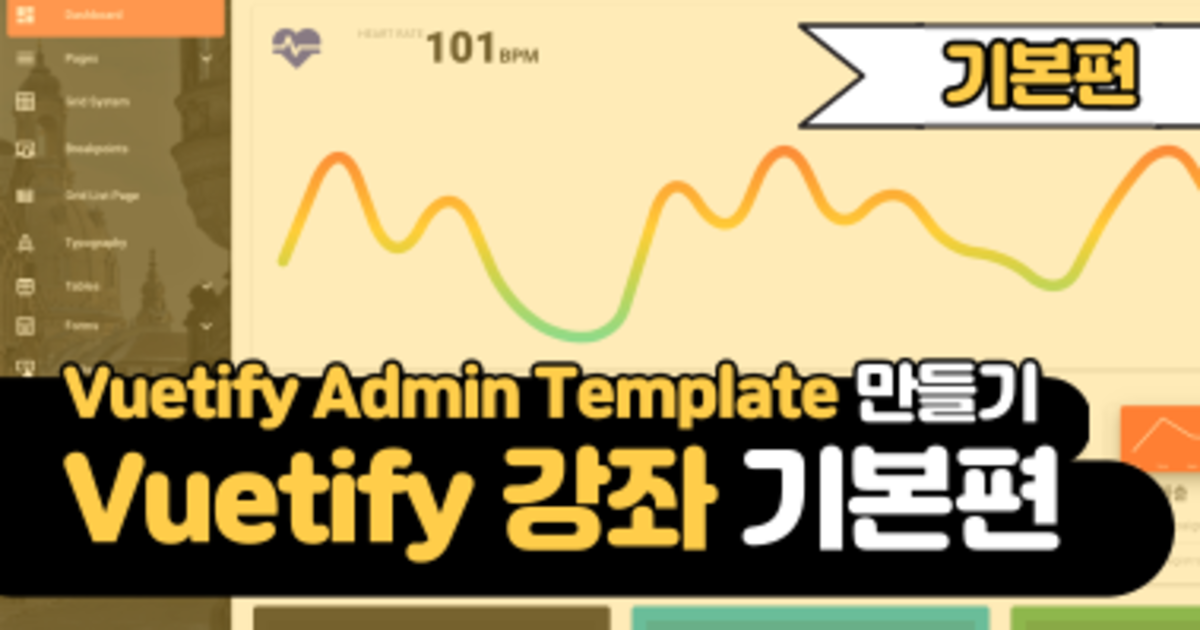 Dashboard
Pages
Grid System
Breakpoints
Grid List Page
Typography
Tables
Forms
HEART RATE
101 BPM
기본편
Vuetify Admin Template 만들기
Vuetify 강좌 기본편